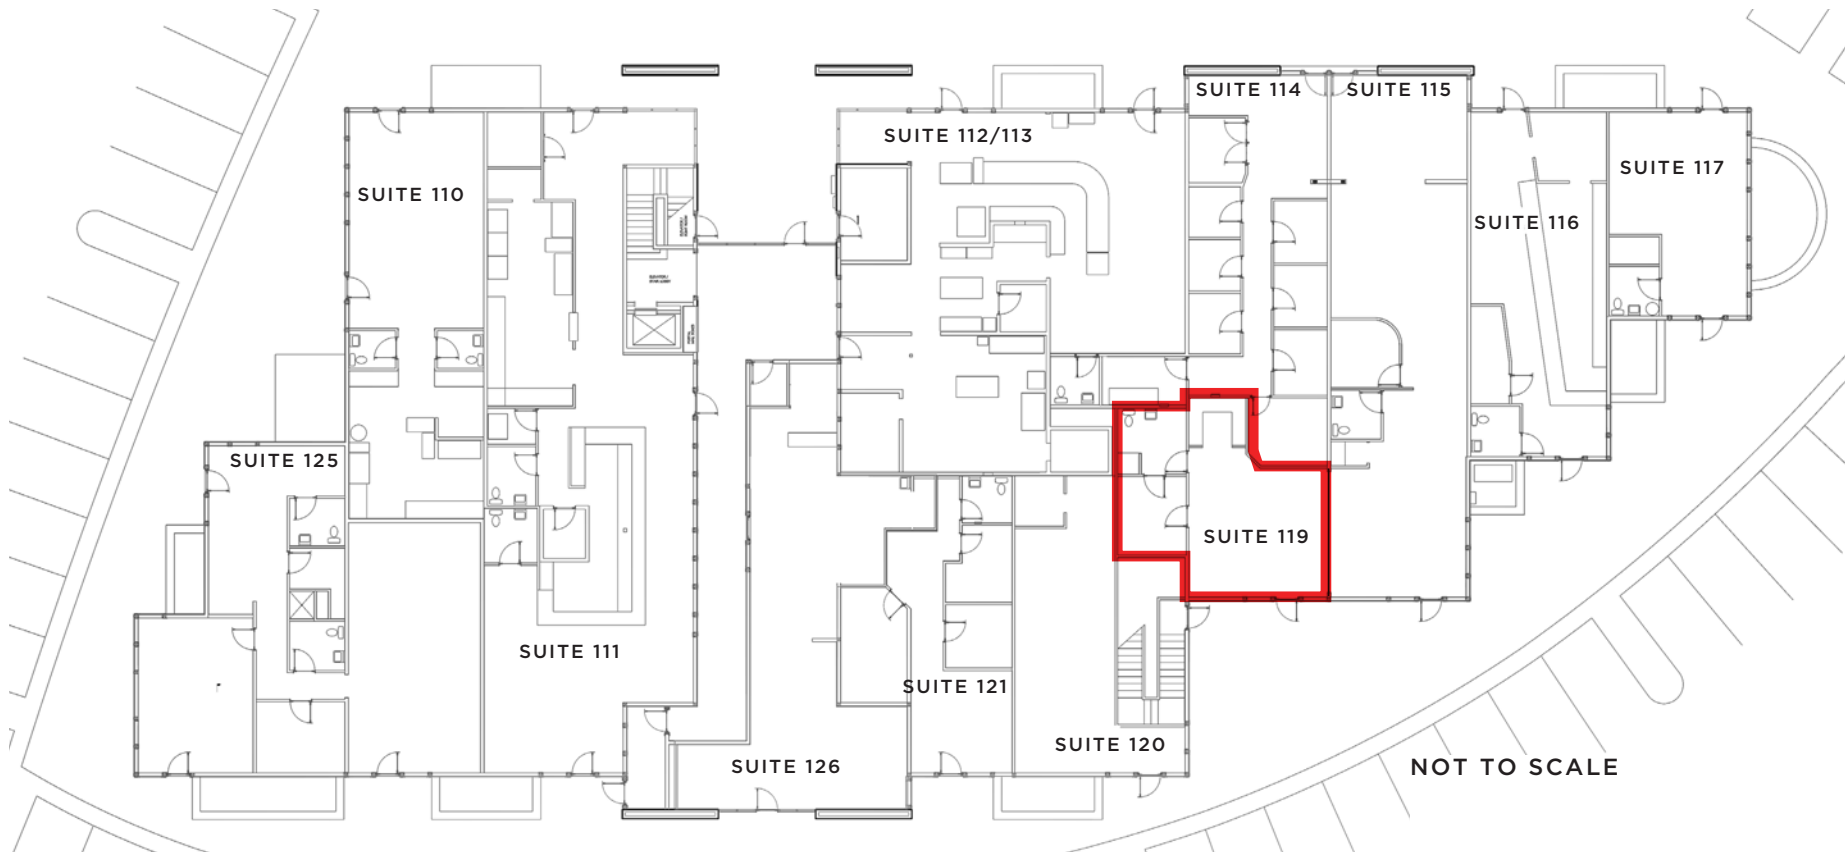 SUITE 114
SUITE 115
SUITE 112/113
SUITE 117
SUITE 110
SUITE 116
SUITE 125
SUITE 119
SUITE 111
SUITE 121
SUITE 120
SUITE 126
NOT TO SCALE